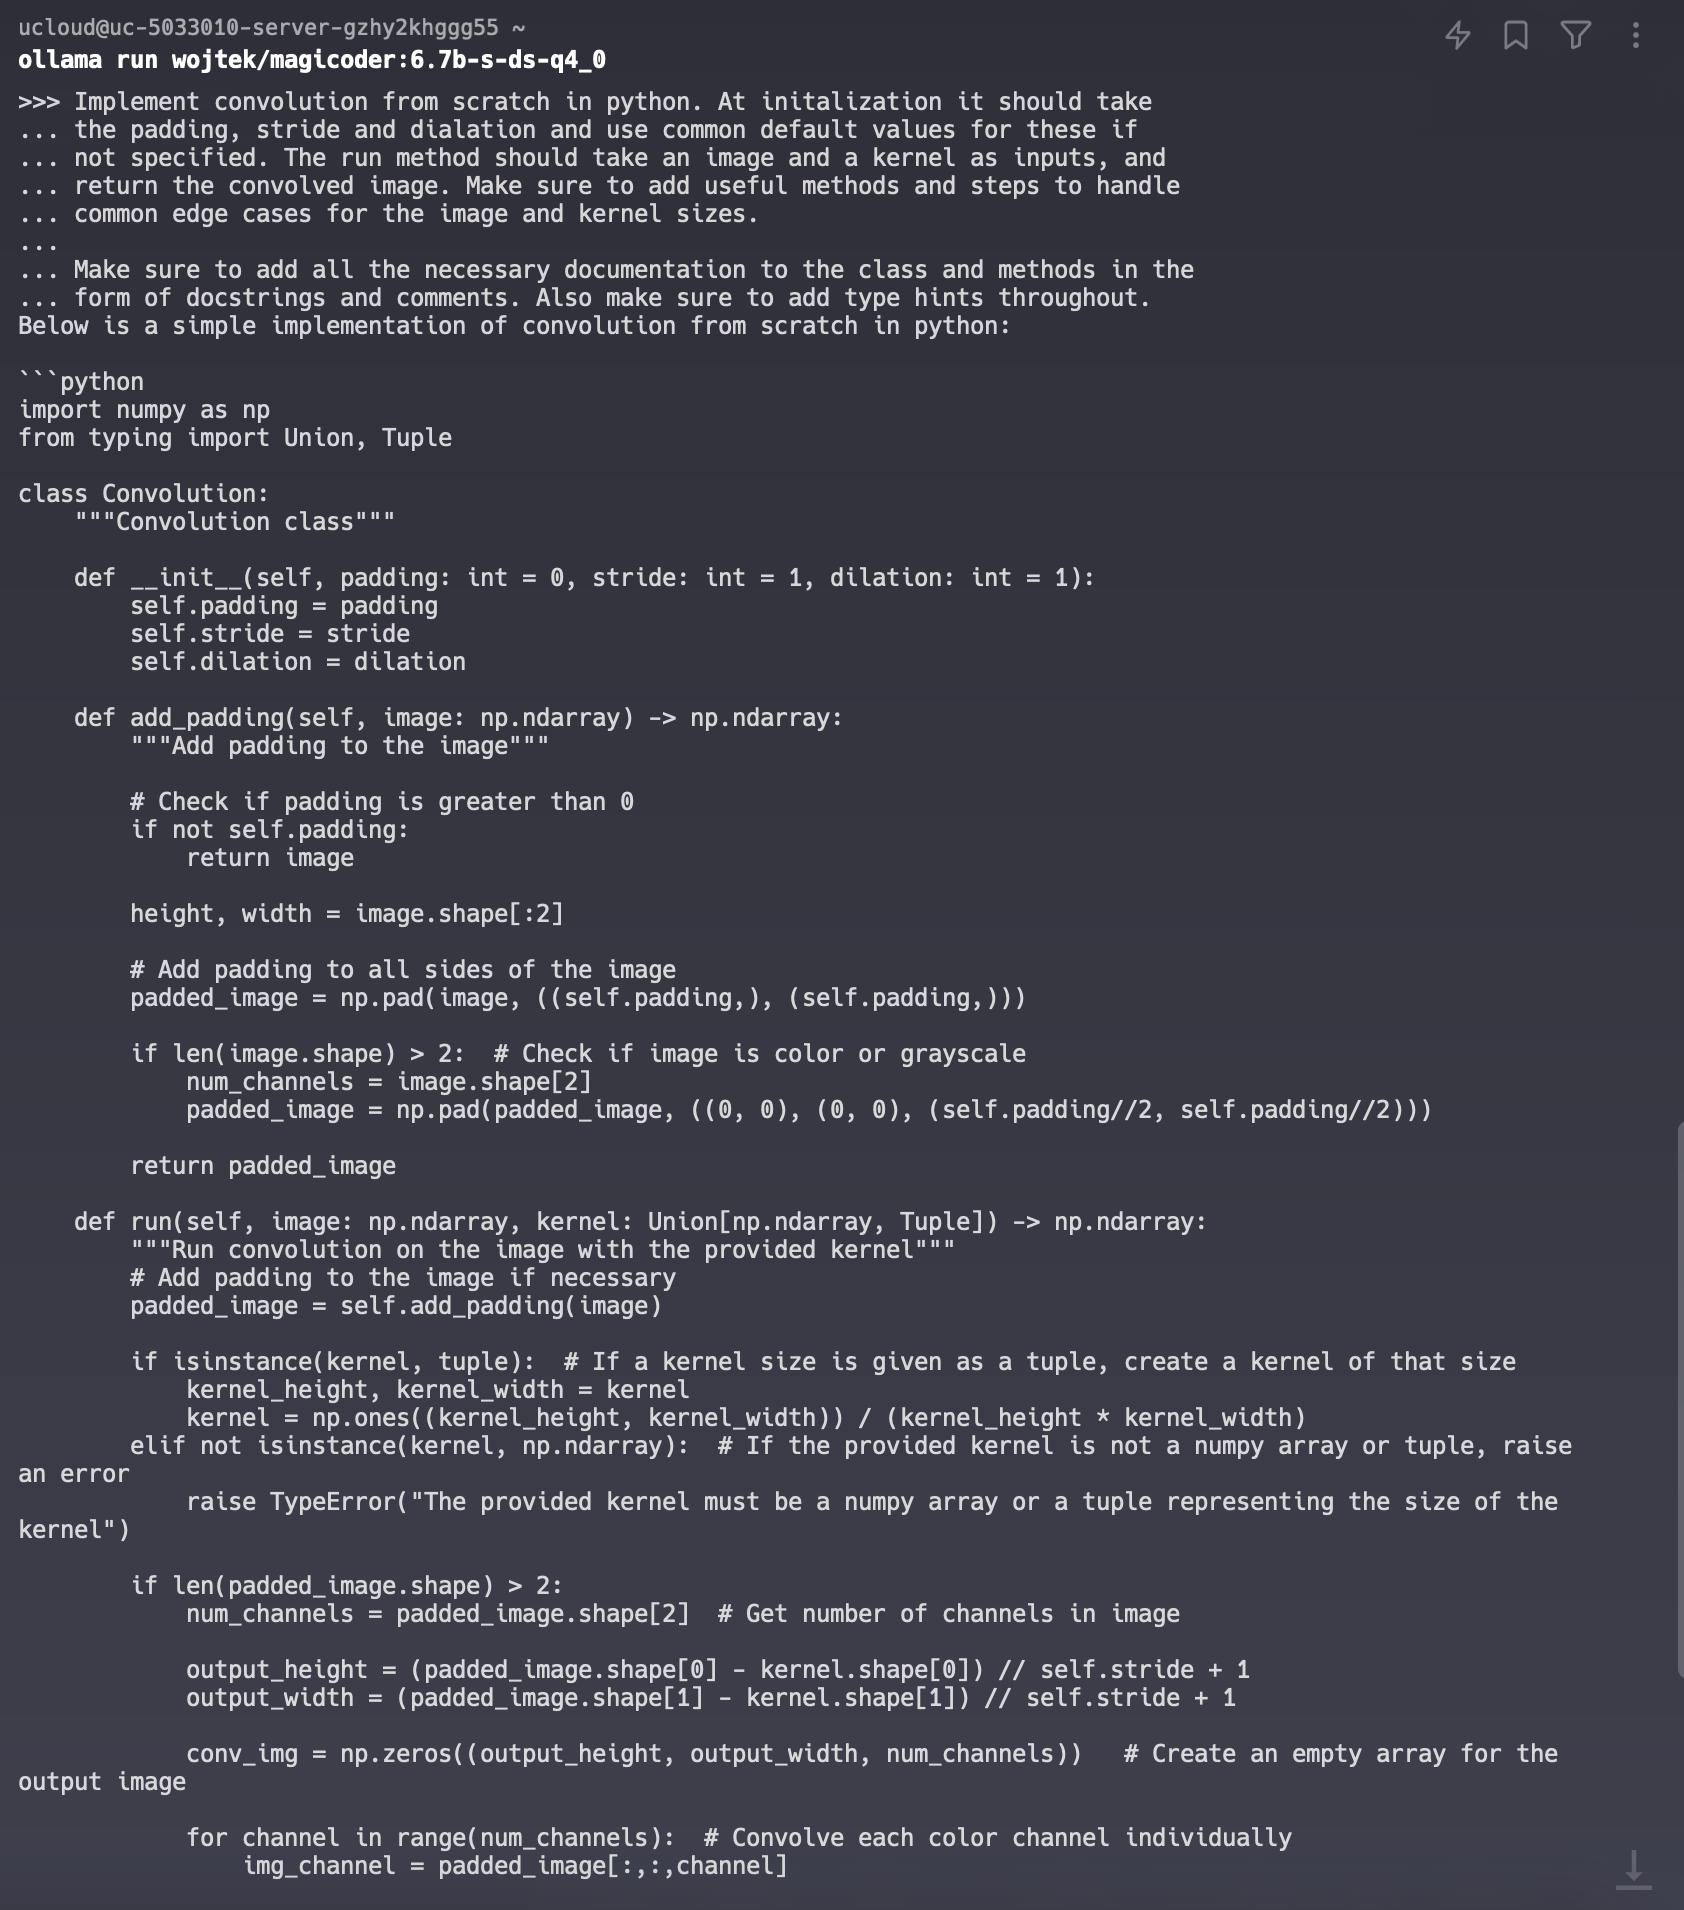 ucloud@uc-5033010-server-gzhy2khggg55 ~
ollama run wojtek/magicoder:6.7b-s-ds-q4_0
>>> Implement convolution from scratch in python. At initalization it should take
... the padding, stride and dialation and use common default values for these if
... not specified. The run method should take an image and a kernel as inputs, and
... return the convolved image. Make sure to add useful methods and steps to handle
... common edge cases for the image and kernel sizes.
...
... Make sure to add all the necessary documentation to the class and methods in the
... form of docstrings and comments. Also make sure to add type hints throughout.
Below is a simple implementation of convolution from scratch in python:

```python
import numpy as np
from typing import Union, Tuple

class Convolution:
    """Convolution class"""

    def __init__(self, padding: int = 0, stride: int = 1, dilation: int = 1):
        self.padding = padding
        self.stride = stride
        self.dilation = dilation

    def add_padding(self, image: np.ndarray) -> np.ndarray:
        """Add padding to the image"""

        # Check if padding is greater than 0
        if not self.padding:
            return image

        height, width = image.shape[:2]

        # Add padding to all sides of the image
        padded_image = np.pad(image, ((self.padding,), (self.padding,)))

        if len(image.shape) > 2:  # Check if image is color or grayscale
            num_channels = image.shape[2]
            padded_image = np.pad(padded_image, ((0, 0), (0, 0), (self.padding//2, self.padding//2)))

        return padded_image

    def run(self, image: np.ndarray, kernel: Union[np.ndarray, Tuple]) -> np.ndarray:
        """Run convolution on the image with the provided kernel"""
        # Add padding to the image if necessary
        padded_image = self.add_padding(image)

        if isinstance(kernel, tuple):  # If a kernel size is given as a tuple, create a kernel of that size
            kernel_height, kernel_width = kernel
            kernel = np.ones((kernel_height, kernel_width)) / (kernel_height * kernel_width)
        elif not isinstance(kernel, np.ndarray):  # If the provided kernel is not a numpy array or tuple, raise
an error
            raise TypeError("The provided kernel must be a numpy array or a tuple representing the size of the
kernel")

        if len(padded_image.shape) > 2:
            num_channels = padded_image.shape[2]  # Get number of channels in image

            output_height = (padded_image.shape[0] - kernel.shape[0]) // self.stride + 1
            output_width = (padded_image.shape[1] - kernel.shape[1]) // self.stride + 1

            conv_img = np.zeros((output_height, output_width, num_channels))   # Create an empty array for the
output image

            for channel in range(num_channels):  # Convolve each color channel individually
                img_channel = padded_image[:,:,channel]